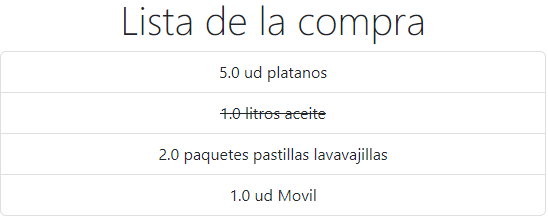 Lista de la compra
5.0 ud platanos
1.0 litros aceite
2.0 paquetes pastillas lavavajillas
1.0 ud Movil